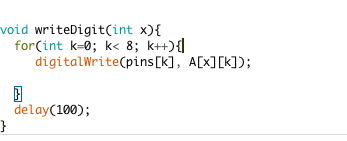 void writeDigit(int x){
for(int k=0; k< 8; k++){
digitalWrite(pins[k], A[x][k]);
}
delay(100);
}